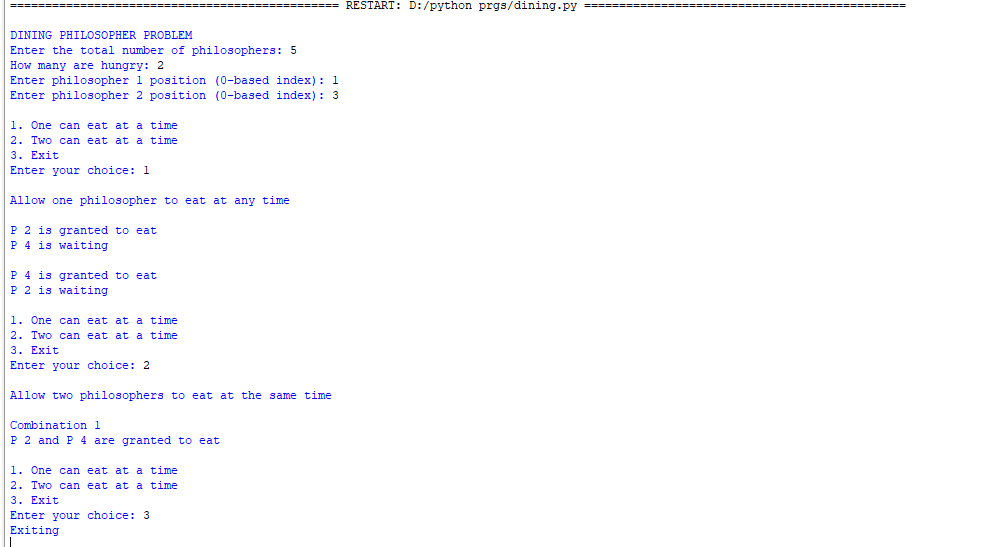 ============================================== RESTART: D:/python prgs/dining.py ==============================================
DINING PHILOSOPHER PROBLEM
Enter the total number of philosophers: 5
How many are hungry: 2
Enter philosopher 1 position (0-based index): 1
Enter philosopher 2 position (0-based index): 3
1. One can eat at a time
2. Two can eat at a time
3. Exit
Enter your choice: 1
Allow one philosopher to eat at any time
P 2 is granted to eat
P 4 is waiting
P 4 is granted to eat
P 2 is waiting
1. One can eat at a time
2. Two can eat at a time
3. Exit
Enter your choice: 2
Allow two philosophers to eat at the same time
Combination 1
P 2 and P 4 are granted to eat
1. One can eat at a time
2. Two can eat at a time
3. Exit
Enter your choice: 3
Exiting